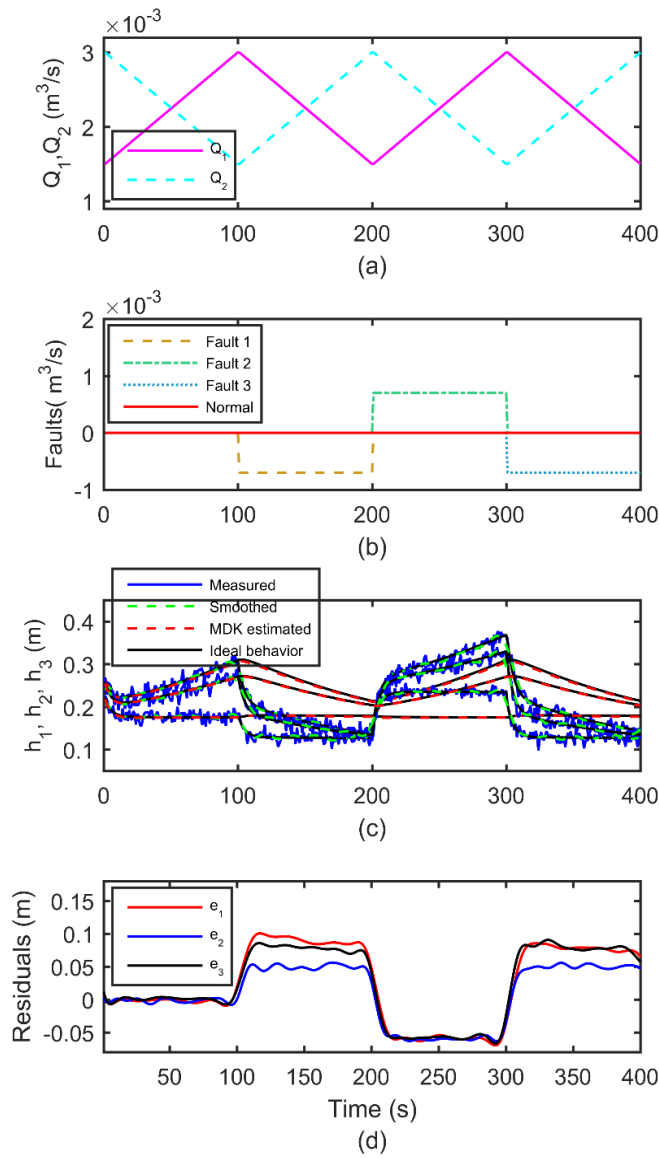 ×10⁻³
3
2
1
Q₁,Q₂ (m³/s)
Q₁
Q₂
0 100 200 300 400
(a)
×10⁻³
2
1
0
-1
Faults( m³/s)
Fault 1
Fault 2
Fault 3
Normal
0 100 200 300 400
(b)
Measured
Smoothed
MDK estimated
Ideal behavior
0.4
0.3
0.2
0.1
h₁, h₂, h₃ (m)
0 100 200 300 400
(c)
0.15
0.10
0.05
0
-0.05
Residuals (m)
e₁
e₂
e₃
50 100 150 200 250 300 350 400
Time (s)
(d)